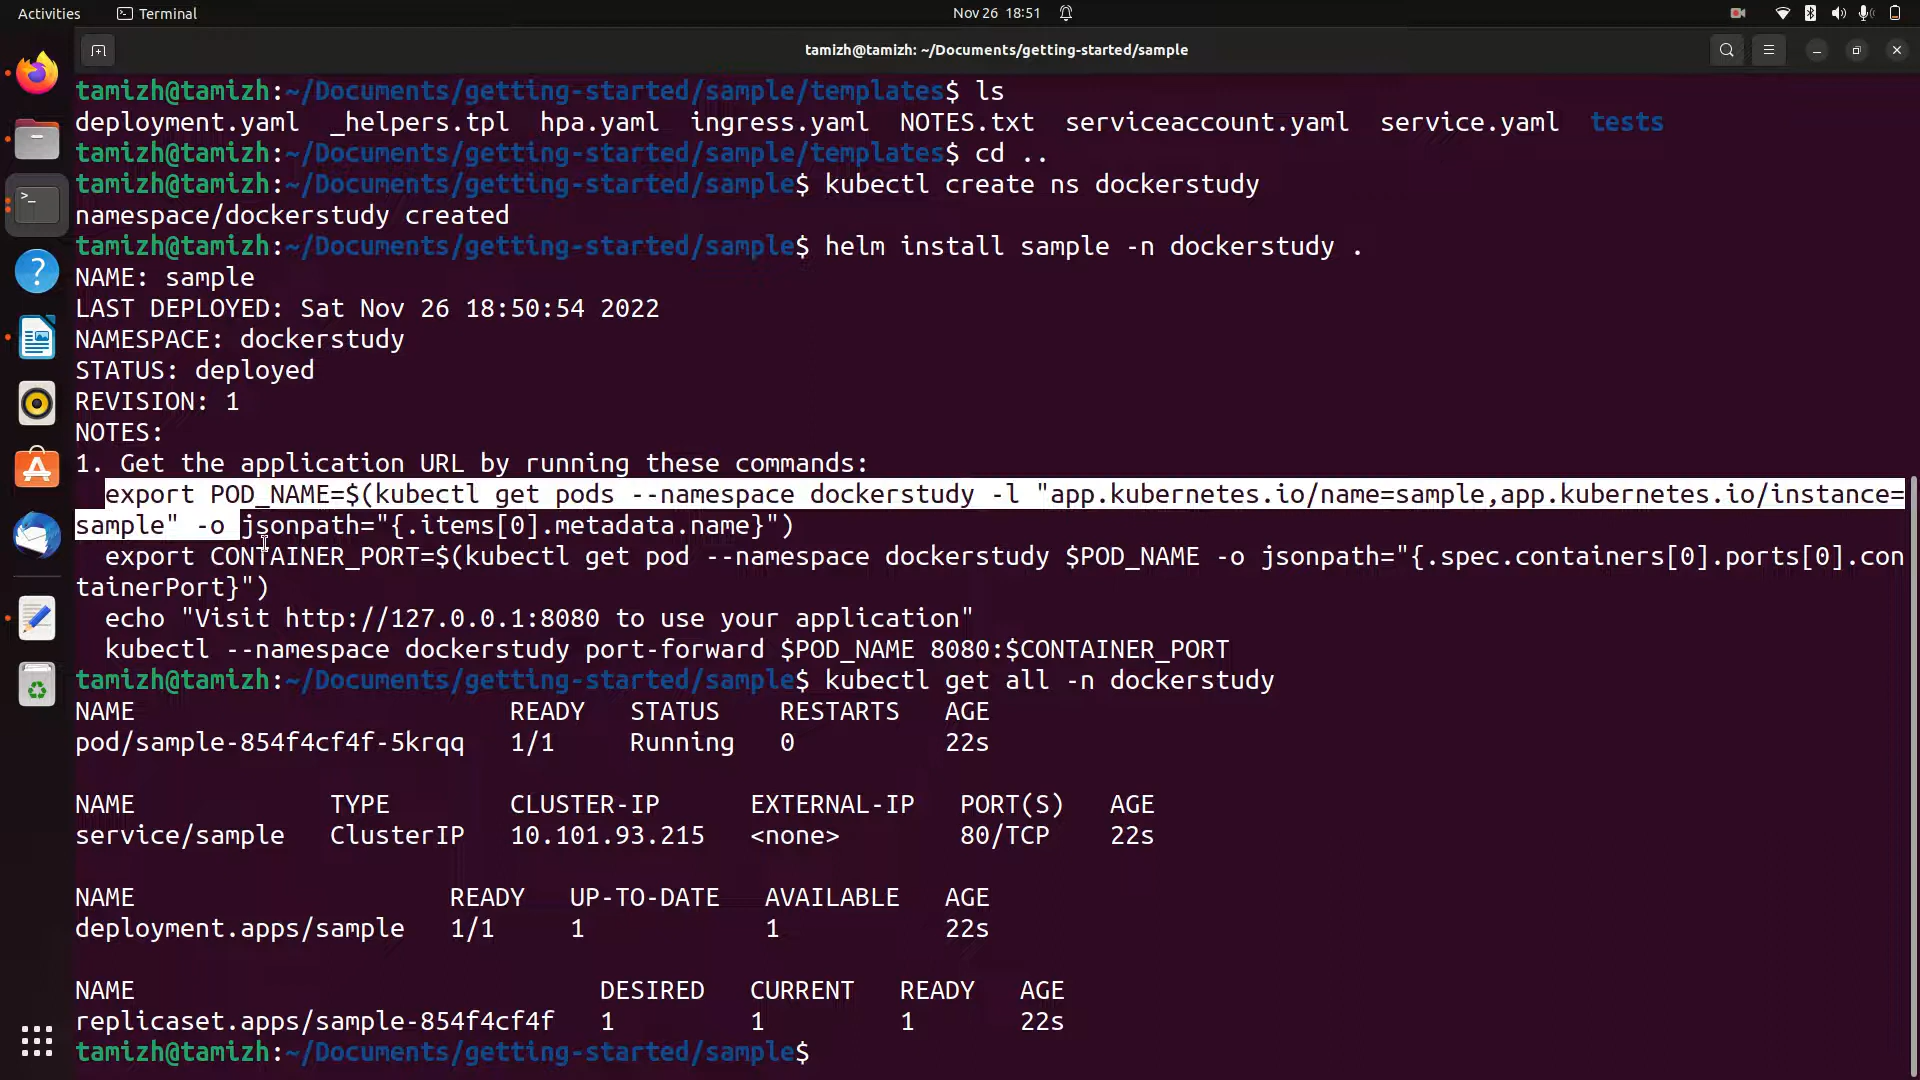 Activities Terminal Nov 26 18:51
tamizh@tamizh: ~/Documents/getting-started/sample
tamizh@tamizh:~/Documents/getting-started/sample/templates$ ls
deployment.yaml _helpers.tpl hpa.yaml ingress.yaml NOTES.txt serviceaccount.yaml service.yaml tests
tamizh@tamizh:~/Documents/getting-started/sample/templates$ cd ..
tamizh@tamizh:~/Documents/getting-started/sample$ kubectl create ns dockerstudy
namespace/dockerstudy created
tamizh@tamizh:~/Documents/getting-started/sample$ helm install sample -n dockerstudy .
NAME: sample
LAST DEPLOYED: Sat Nov 26 18:50:54 2022
NAMESPACE: dockerstudy
STATUS: deployed
REVISION: 1
NOTES:
1. Get the application URL by running these commands:
export POD_NAME=$(kubectl get pods --namespace dockerstudy -l "app.kubernetes.io/name=sample,app.kubernetes.io/instance=
sample" -o jsonpath="{.items[0].metadata.name}")
export CONTAINER_PORT=$(kubectl get pod --namespace dockerstudy $POD_NAME -o jsonpath="{.spec.containers[0].ports[0].con
tainerPort}")
echo "Visit http://127.0.0.1:8080 to use your application"
kubectl --namespace dockerstudy port-forward $POD_NAME 8080:$CONTAINER_PORT
tamizh@tamizh:~/Documents/getting-started/sample$ kubectl get all -n dockerstudy
NAME READY STATUS RESTARTS AGE
pod/sample-854f4cf4f-5krqq 1/1 Running 0 22s
NAME TYPE CLUSTER-IP EXTERNAL-IP PORT(S) AGE
service/sample ClusterIP 10.101.93.215 <none> 80/TCP 22s
NAME READY UP-TO-DATE AVAILABLE AGE
deployment.apps/sample 1/1 1 1 22s
NAME DESIRED CURRENT READY AGE
replicaset.apps/sample-854f4cf4f 1 1 1 22s
tamizh@tamizh:~/Documents/getting-started/sample$